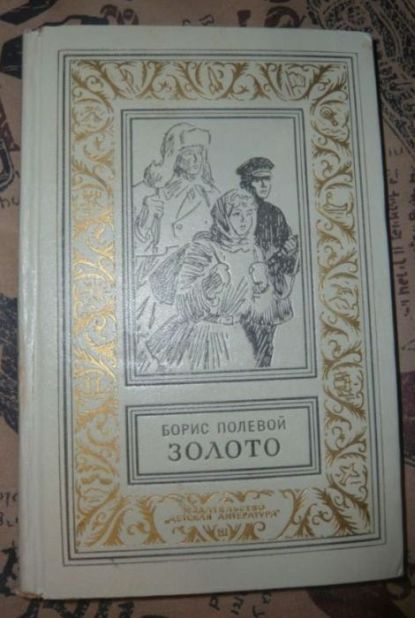 БОРИС ПОЛЕВОЙ
ЗОЛОТО
ИЗДАТЕЛЬСТВО
„ДЕТСКАЯ ЛИТЕРАТУРА"